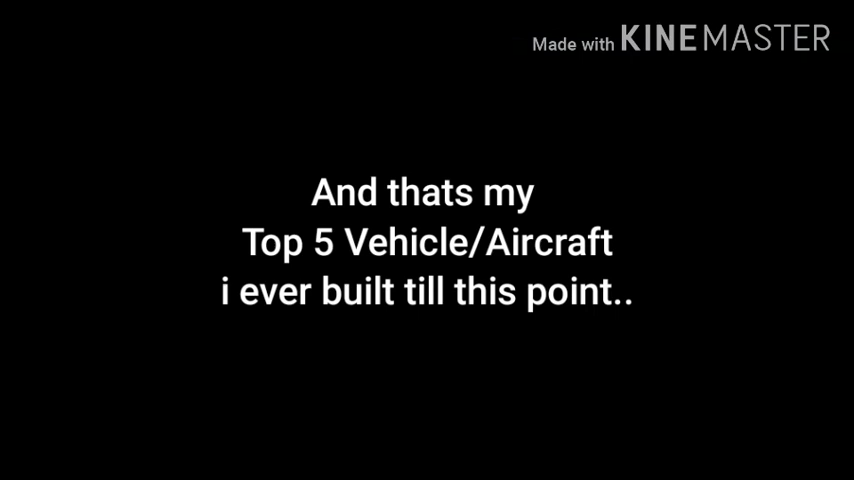 Made with KINEMASTER
And thats my
Top 5 Vehicle/Aircraft
i ever built till this point..